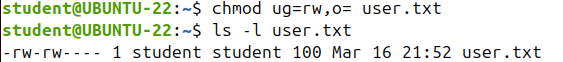 student@UBUNTU-22:~$ chmod ug=rw,o= user.txt
student@UBUNTU-22:~$ ls -l user.txt
-rw-rw---- 1 student student 100 Mar 16 21:52 user.txt